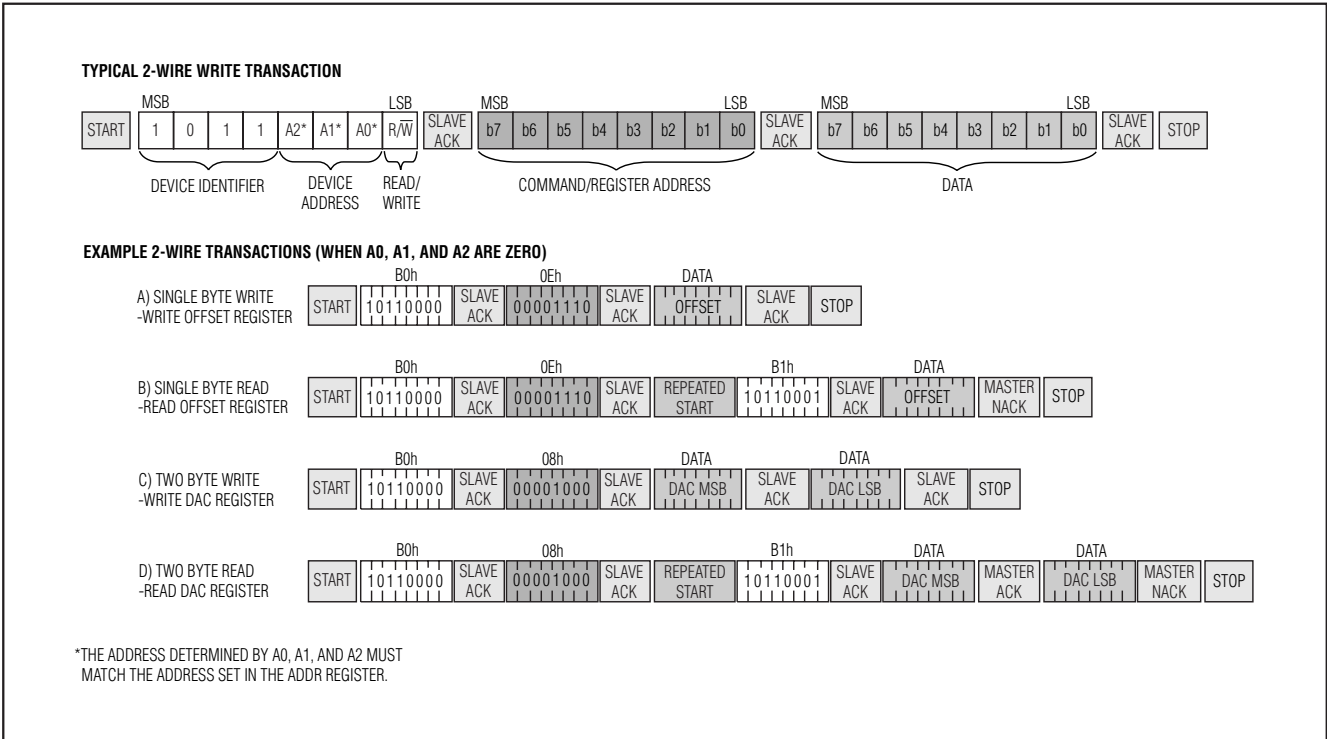 TYPICAL 2-WIRE WRITE TRANSACTION
MSB LSB MSB LSB MSB LSB
START 1 0 1 1 A2* A1* A0* R/W̅ SLAVE ACK b7 b6 b5 b4 b3 b2 b1 b0 SLAVE ACK b7 b6 b5 b4 b3 b2 b1 b0 SLAVE ACK STOP
DEVICE IDENTIFIER DEVICE ADDRESS READ/ WRITE COMMAND/REGISTER ADDRESS DATA
EXAMPLE 2-WIRE TRANSACTIONS (WHEN A0, A1, AND A2 ARE ZERO)
B0h 0Eh DATA
A) SINGLE BYTE WRITE
-WRITE OFFSET REGISTER
START 10110000 SLAVE ACK 00001110 SLAVE ACK OFFSET SLAVE ACK STOP
B0h 0Eh B1h DATA
B) SINGLE BYTE READ
-READ OFFSET REGISTER
START 10110000 SLAVE ACK 00001110 SLAVE ACK REPEATED START 10110001 SLAVE ACK OFFSET MASTER NACK STOP
B0h 08h DATA DATA
C) TWO BYTE WRITE
-WRITE DAC REGISTER
START 10110000 SLAVE ACK 00001000 SLAVE ACK DAC MSB SLAVE ACK DAC LSB SLAVE ACK STOP
B0h 08h B1h DATA DATA
D) TWO BYTE READ
-READ DAC REGISTER
START 10110000 SLAVE ACK 00001000 SLAVE ACK REPEATED START 10110001 SLAVE ACK DAC MSB MASTER ACK DAC LSB MASTER NACK STOP
*THE ADDRESS DETERMINED BY A0, A1, AND A2 MUST
MATCH THE ADDRESS SET IN THE ADDR REGISTER.